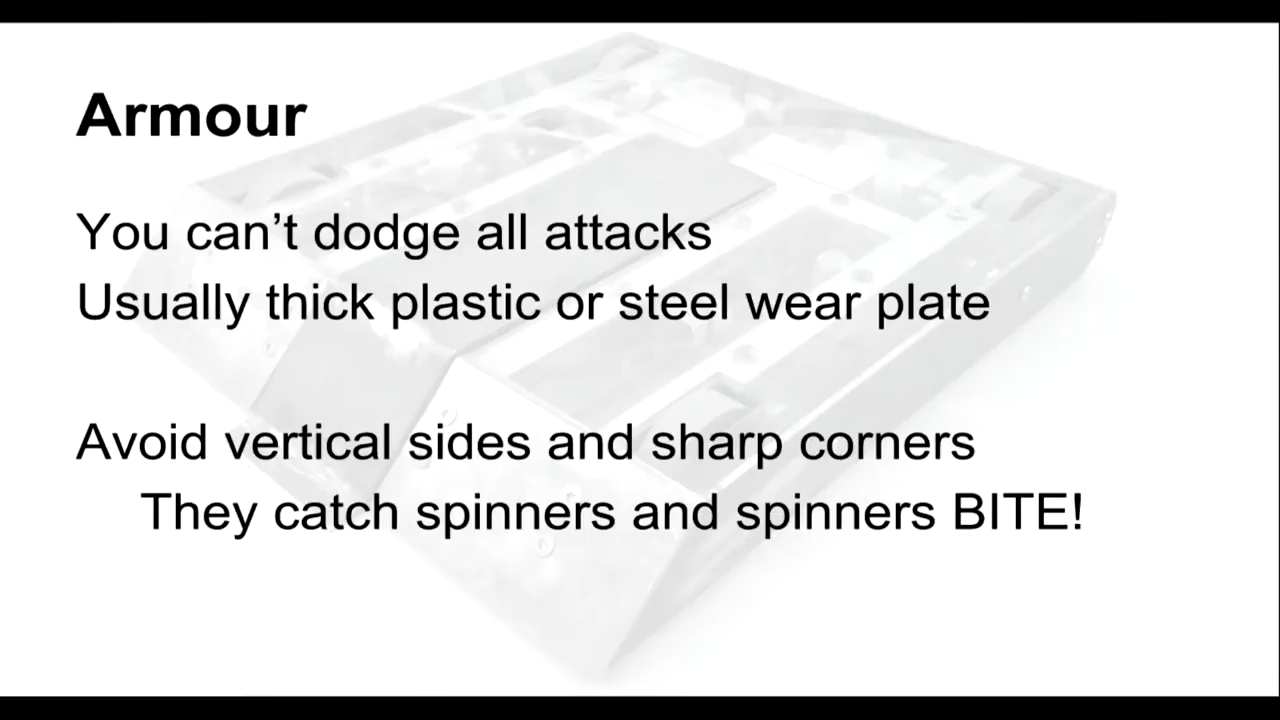 Armour
You can’t dodge all attacks
Usually thick plastic or steel wear plate
Avoid vertical sides and sharp corners
They catch spinners and spinners BITE!